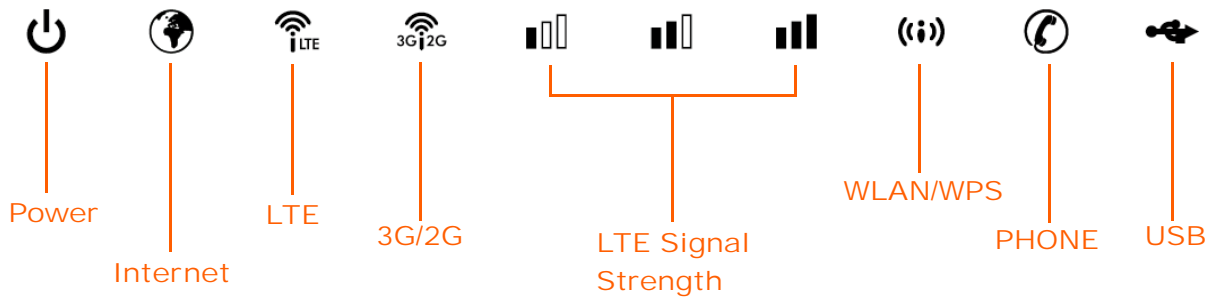 LTE
3G 2G
Power
Internet
LTE
3G/2G
LTE Signal
Strength
WLAN/WPS
PHONE
USB